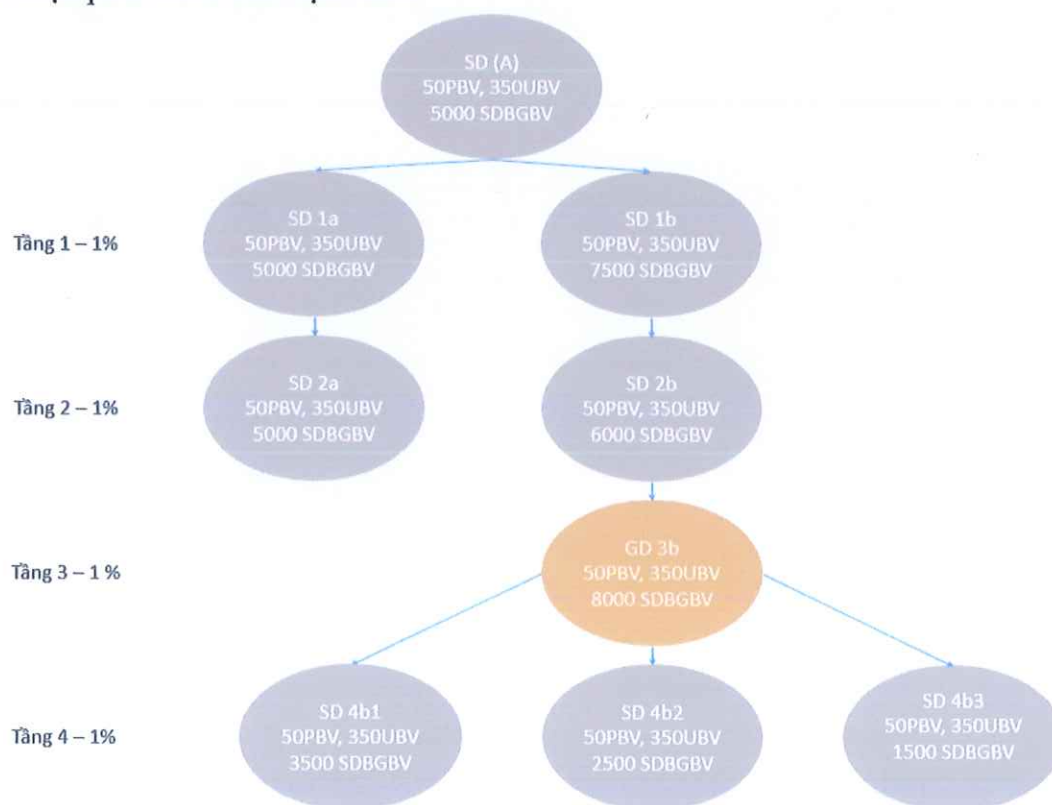 SD (A)
50PBV, 350UBV
5000 SDBGBV
Tầng 1 – 1%
SD 1a
50PBV, 350UBV
5000 SDBGBV
SD 1b
50PBV, 350UBV
7500 SDBGBV
Tầng 2 – 1%
SD 2a
50PBV, 350UBV
5000 SDBGBV
SD 2b
50PBV, 350UBV
6000 SDBGBV
Tầng 3 – 1 %
GD 3b
50PBV, 350UBV
8000 SDBGBV
Tầng 4 – 1%
SD 4b1
50PBV, 350UBV
3500 SDBGBV
SD 4b2
50PBV, 350UBV
2500 SDBGBV
SD 4b3
50PBV, 350UBV
1500 SDBGBV